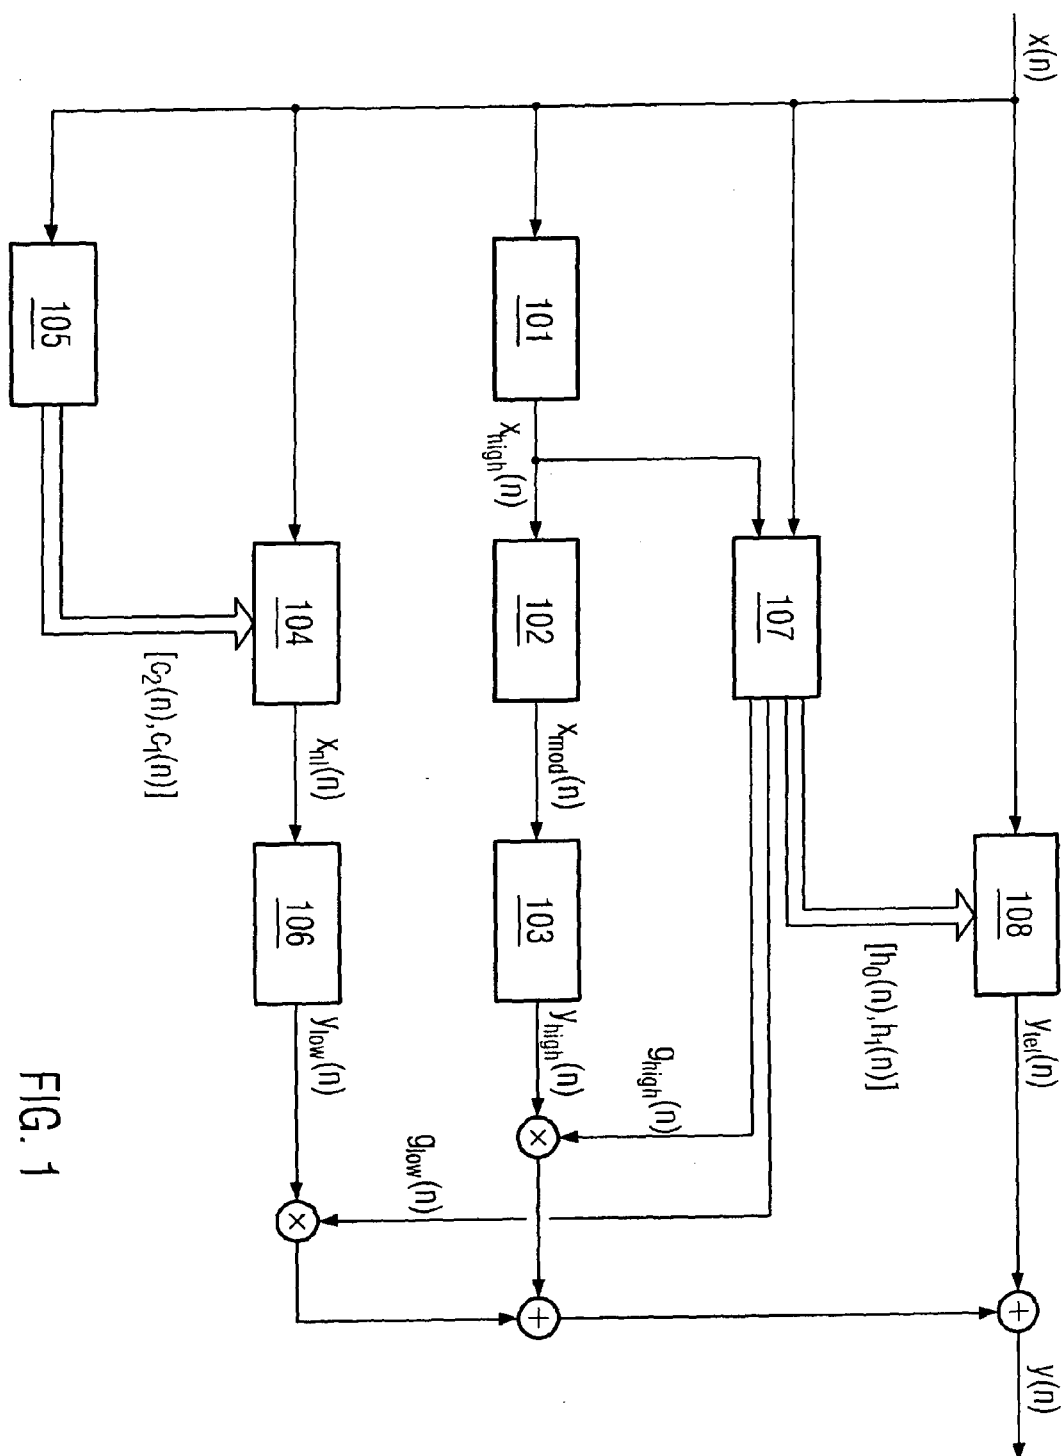 x(n)
108
y_tel(n)
y(n)
[h_0(n),h_1(n)]
107
g_high(n)
101
x_high(n)
102
x_mod(n)
103
y_high(n)
×
+
+
g_low(n)
104
x_nl(n)
106
y_low(n)
×
[c_2(n),c_1(n)]
105
FIG. 1